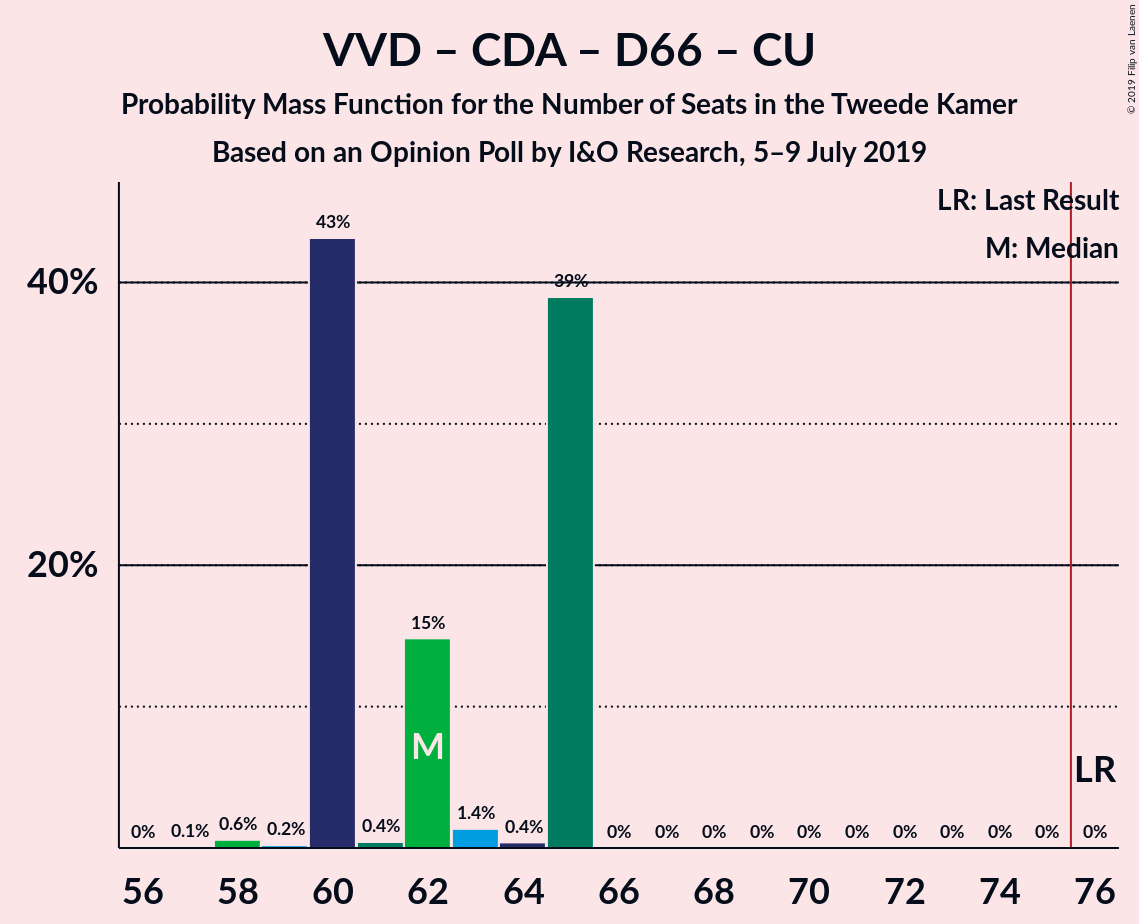 VVD – CDA – D66 – CU
Probability Mass Function for the Number of Seats in the Tweede Kamer
Based on an Opinion Poll by I&O Research, 5–9 July 2019
© 2019 Filip van Laenen
LR: Last Result
M: Median
43%
40%
39%
20%
15%
M
LR
0% 0.1% 0.6% 0.2% 0.4% 1.4% 0.4% 0% 0% 0% 0% 0% 0% 0% 0% 0% 0% 0%
56 58 60 62 64 66 68 70 72 74 76